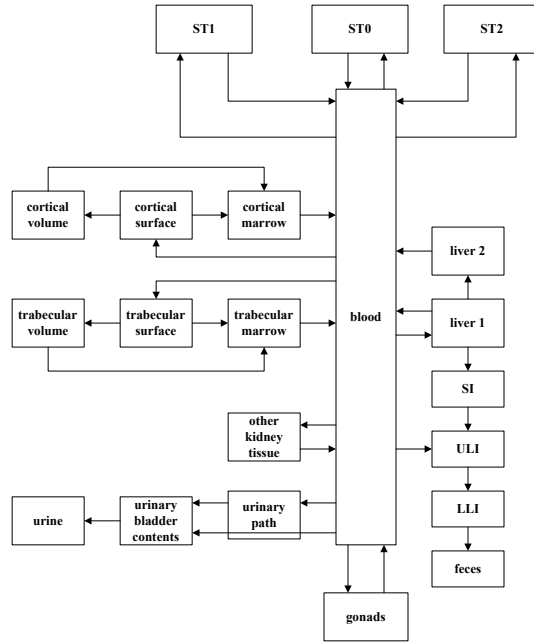 ST1
ST0
ST2
cortical
volume
cortical
surface
cortical
marrow
liver 2
trabecular
volume
trabecular
surface
trabecular
marrow
blood
liver 1
SI
other
kidney
tissue
ULI
urine
urinary
bladder
contents
urinary
path
LLI
feces
gonads